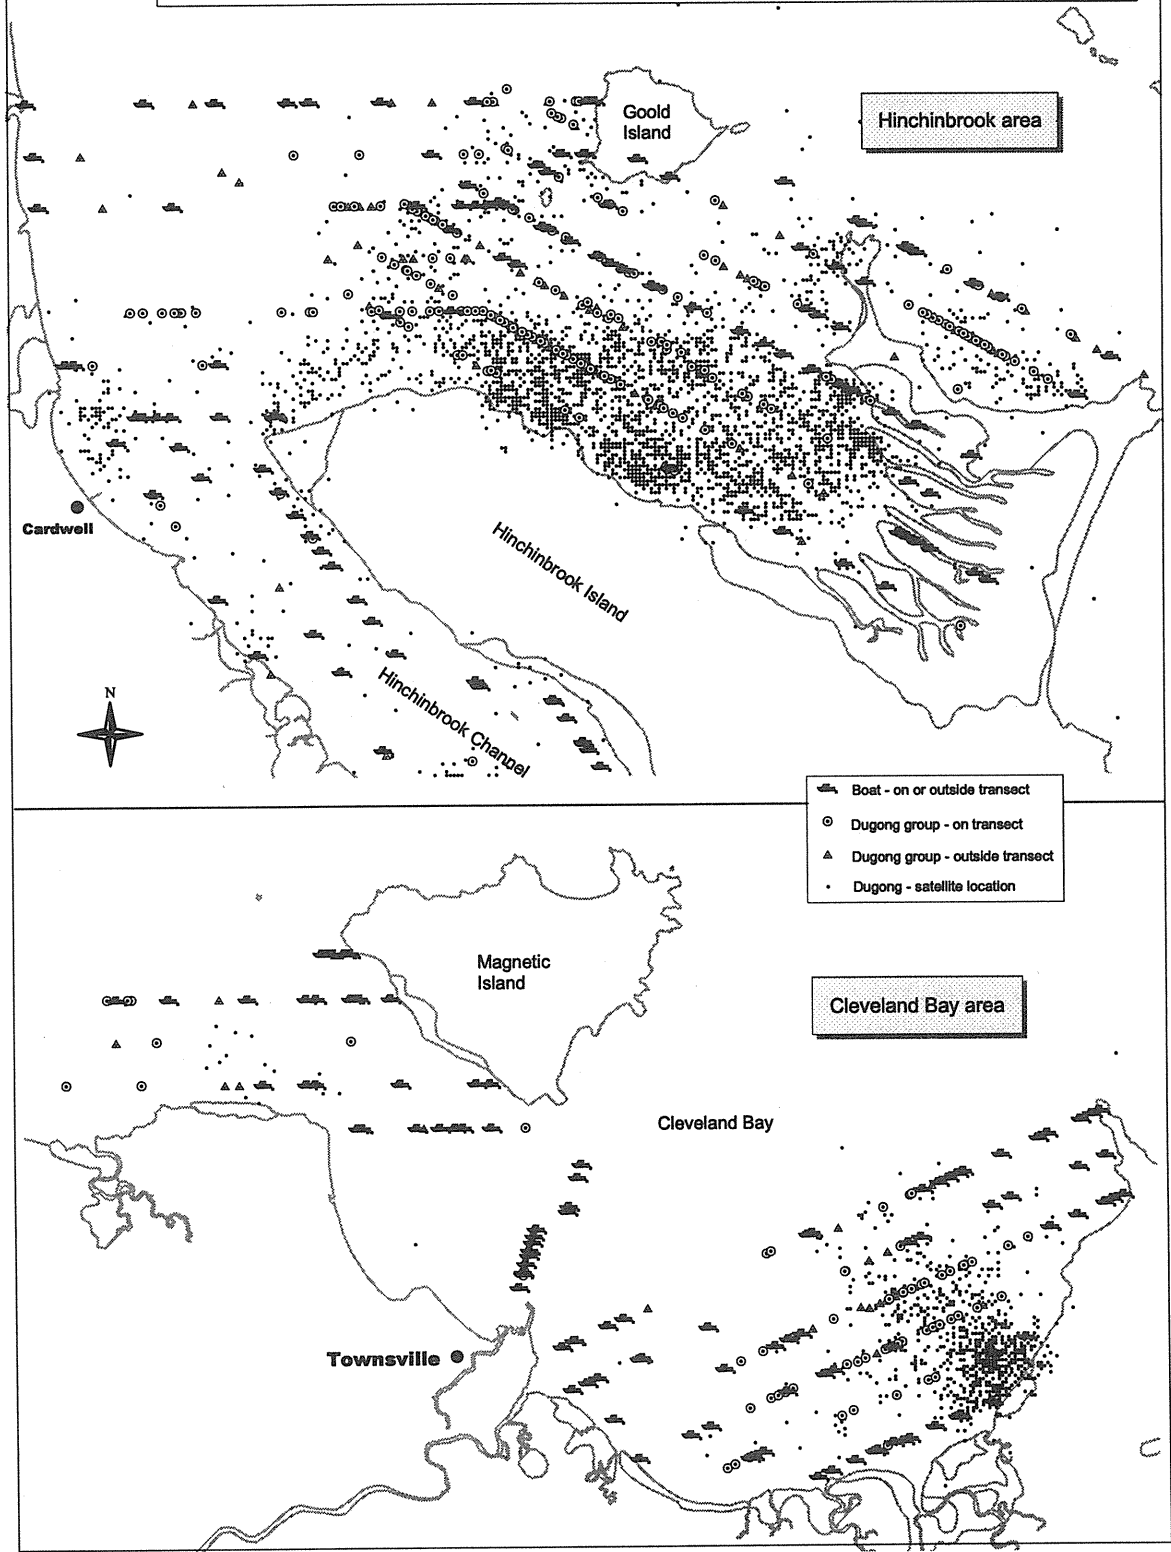 Goold
Island
Hinchinbrook area
Cardwell
Hinchinbrook Island
N
Hinchinbrook Channel
Boat - on or outside transect
Dugong group - on transect
Dugong group - outside transect
Dugong - satellite location
Magnetic
Island
Cleveland Bay area
Cleveland Bay
Townsville